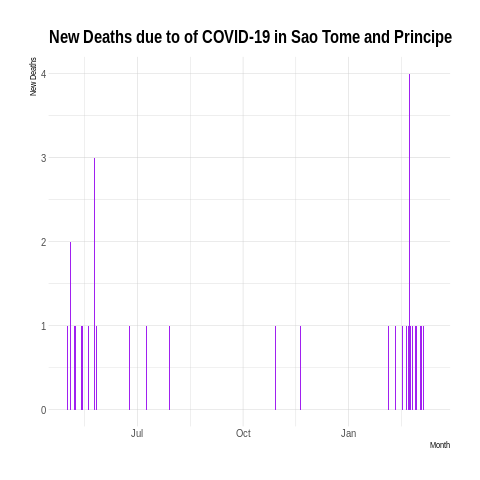 New Deaths due to of COVID-19 in Sao Tome and Principe
New Deaths
4
3
2
1
0
Jul
Oct
Jan
Month